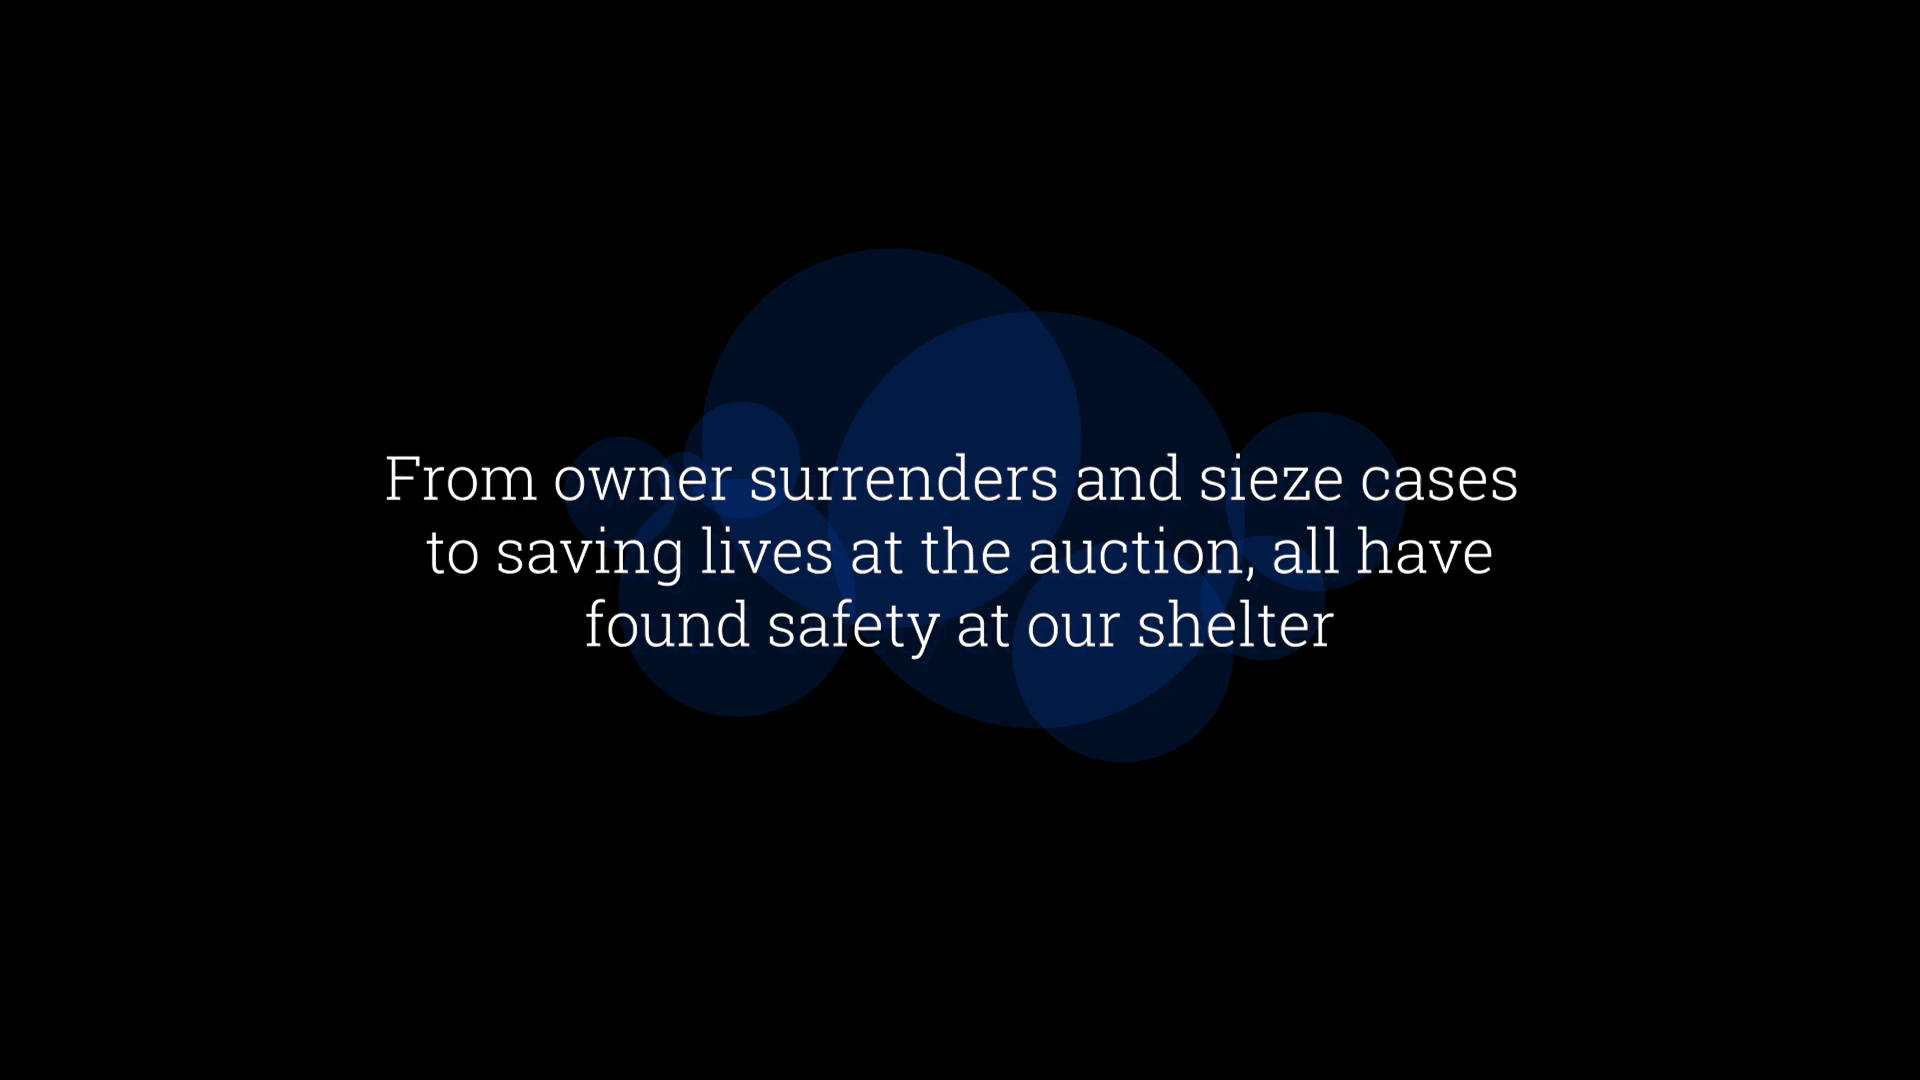 From owner surrenders and sieze cases
to saving lives at the auction, all have
found safety at our shelter